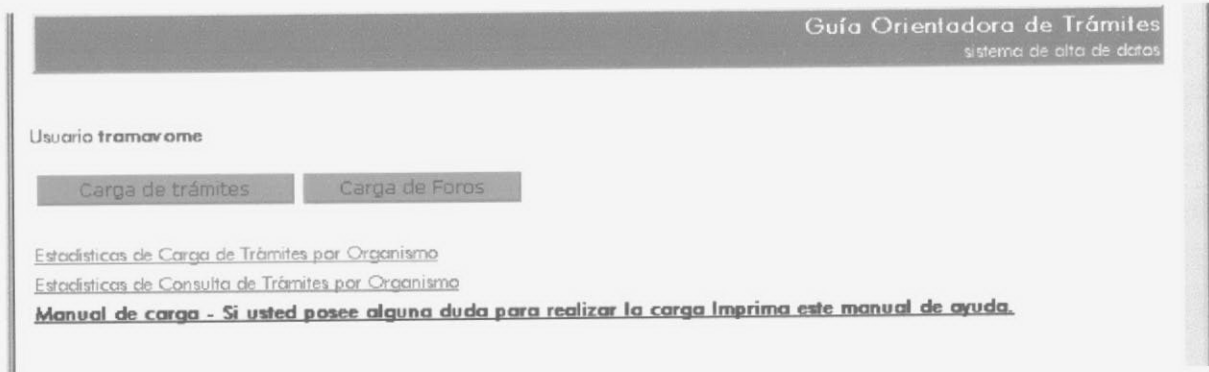 Guía Orientadora de Trámites
sistema de alta de datos
Usuario tramavome
Carga de trámites Carga de Foros
Estadisticas de Carga de Trámites por Organismo
Estadisticas de Consulta de Trámites por Organismo
Manual de carga - Si usted posee alguna duda para realizar la carga Imprima este manual de ayuda.